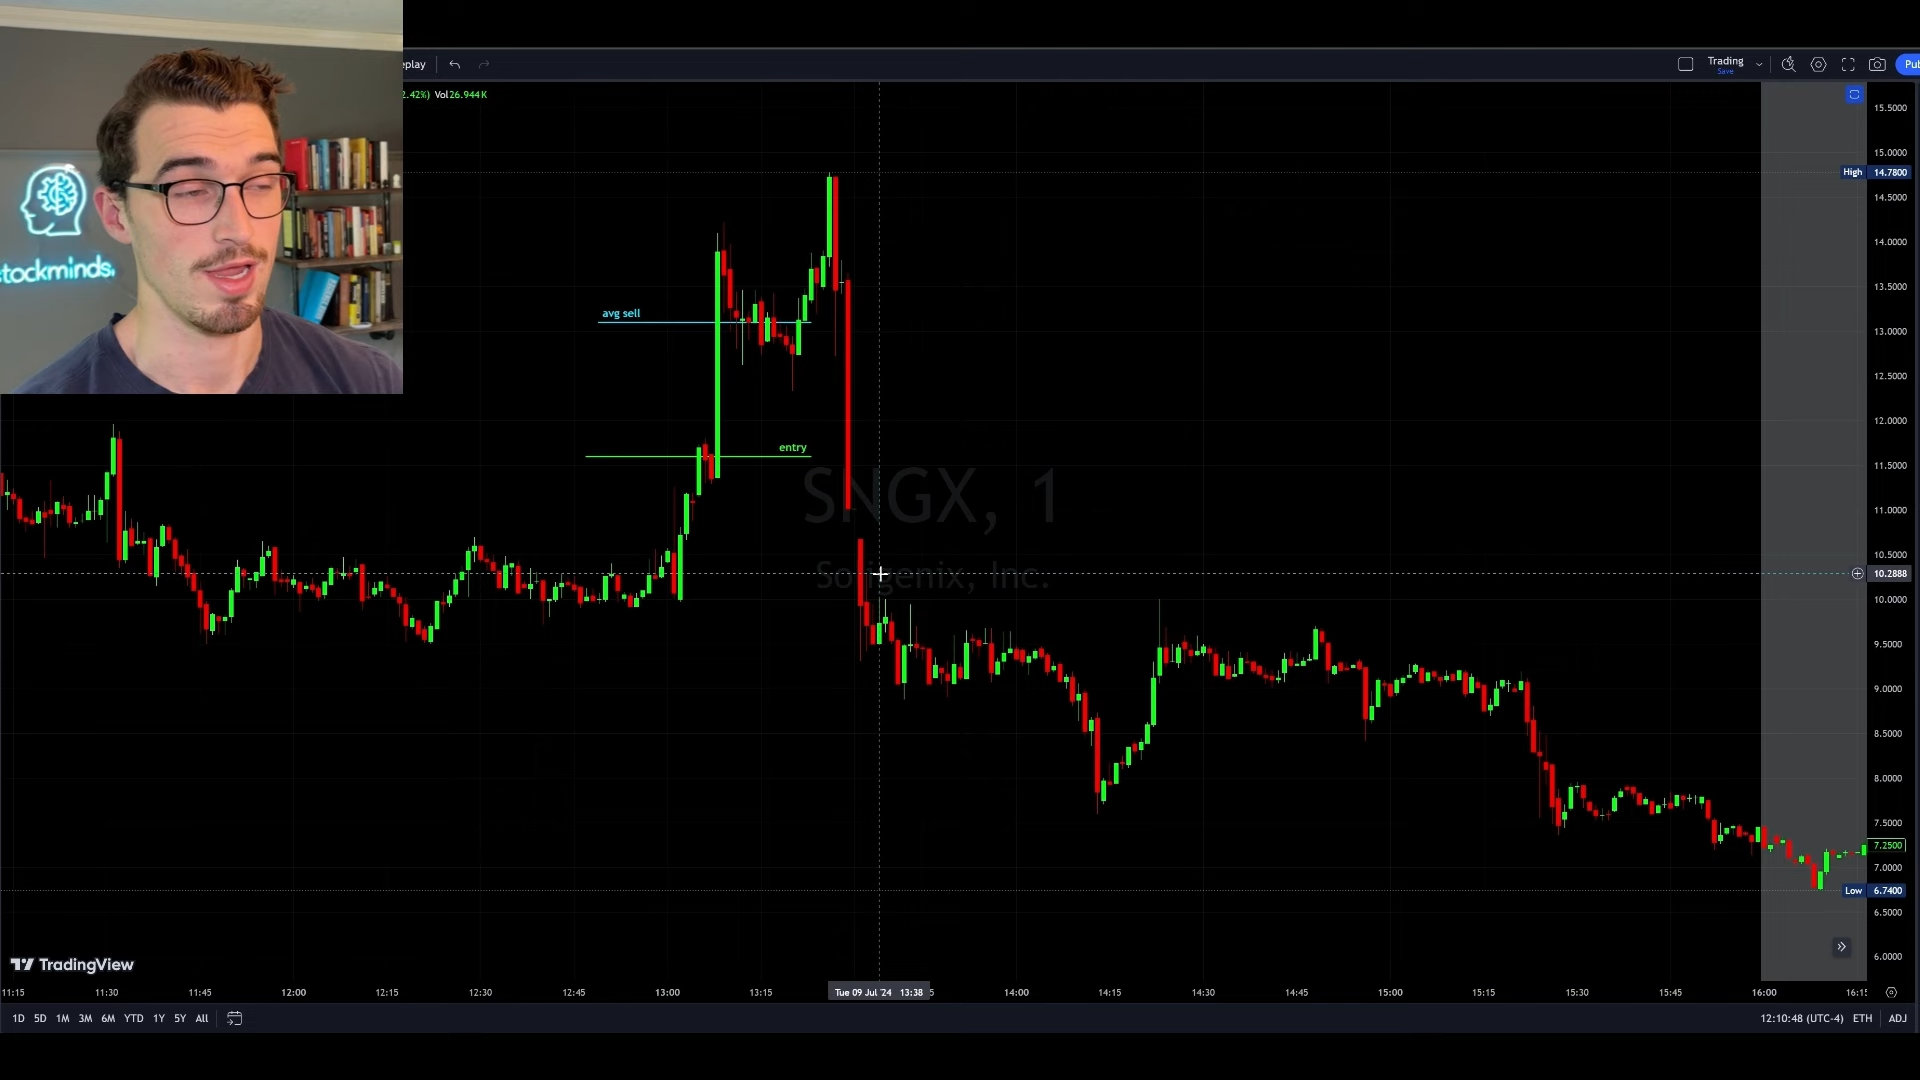 eplay
Trading
Save
Pub
2.42%) Vol26.944K
stockminds.
avg sell
entry
SNGX, 1
Soligenix, Inc.
15.5000
15.0000
High 14.7800
14.5000
14.0000
13.5000
13.0000
12.5000
12.0000
11.5000
11.0000
10.5000
10.2888
10.0000
9.5000
9.0000
8.5000
8.0000
7.5000
7.2500
7.0000
Low 6.7400
6.5000
6.0000
TradingView
11:15 11:30 11:45 12:00 12:15 12:30 12:45 13:00 13:15 Tue 09 Jul '24 13:38 5 14:00 14:15 14:30 14:45 15:00 15:15 15:30 15:45 16:00 16:15
1D 5D 1M 3M 6M YTD 1Y 5Y All 12:10:48 (UTC-4) ETH ADJ